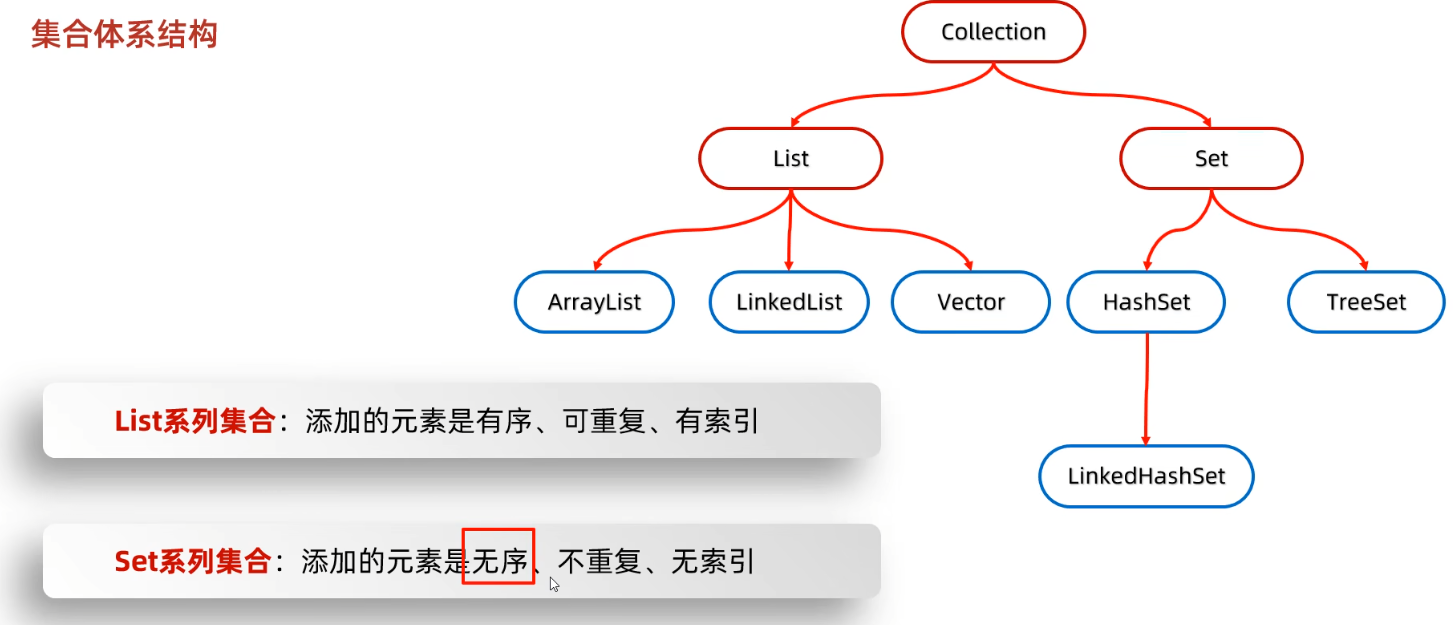 集合体系结构
Collection
List
Set
ArrayList
LinkedList
Vector
HashSet
TreeSet
LinkedHashSet
List系列集合：添加的元素是有序、可重复、有索引
Set系列集合：添加的元素是无序、不重复、无索引